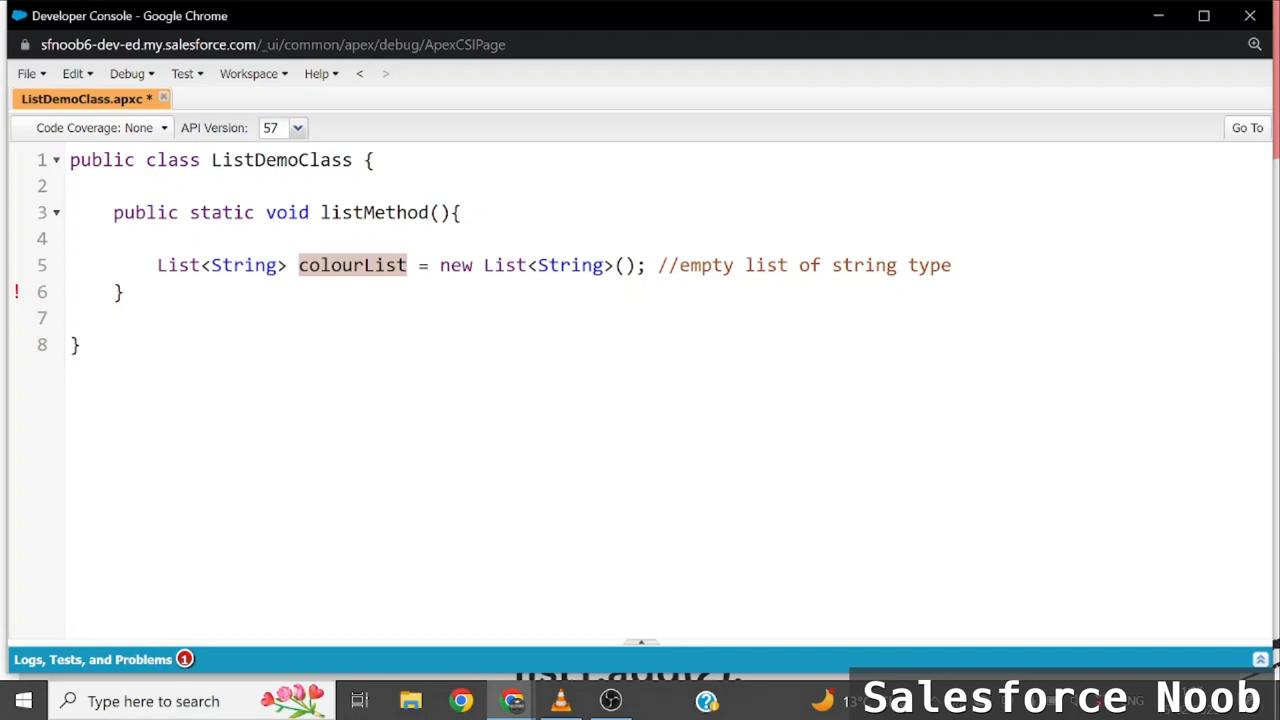 Developer Console - Google Chrome
sfnoob6-dev-ed.my.salesforce.com/_ui/common/apex/debug/ApexCSIPage
File Edit Debug Test Workspace Help < >
ListDemoClass.apxc *
Code Coverage: None API Version: 57 Go To
1 public class ListDemoClass {
2
3 public static void listMethod(){
4
5 List<String> colourList = new List<String>(); //empty list of string type
! 6 }
7
8 }
Logs, Tests, and Problems 1
Type here to search
13°
Salesforce Noob